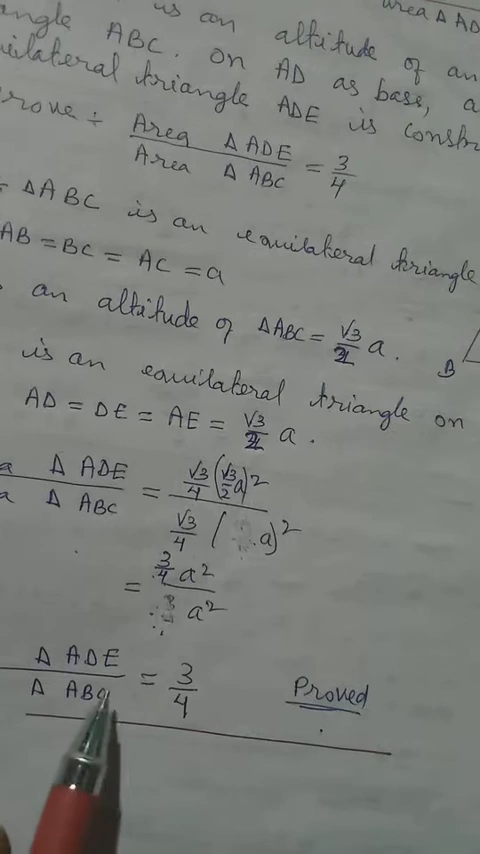 area Δ AD
is an altitude of an
angle ABC. On AD as base, a
uilateral triangle ADE is constr
rove ÷ Area Δ ADE / Area Δ ABC = 3/4
Δ ABC is an equilateral triangle
AB = BC = AC = a
an altitude of ΔABC = √3/2 a.
B
is an equilateral triangle on
AD = DE = AE = √3/2 a.
a Δ ADE / a Δ ABC = √3/4 (√3/2 a)² / √3/4 ( a)²
= 3/4 a² / a²
Δ ADE / Δ ABC = 3/4 Proved